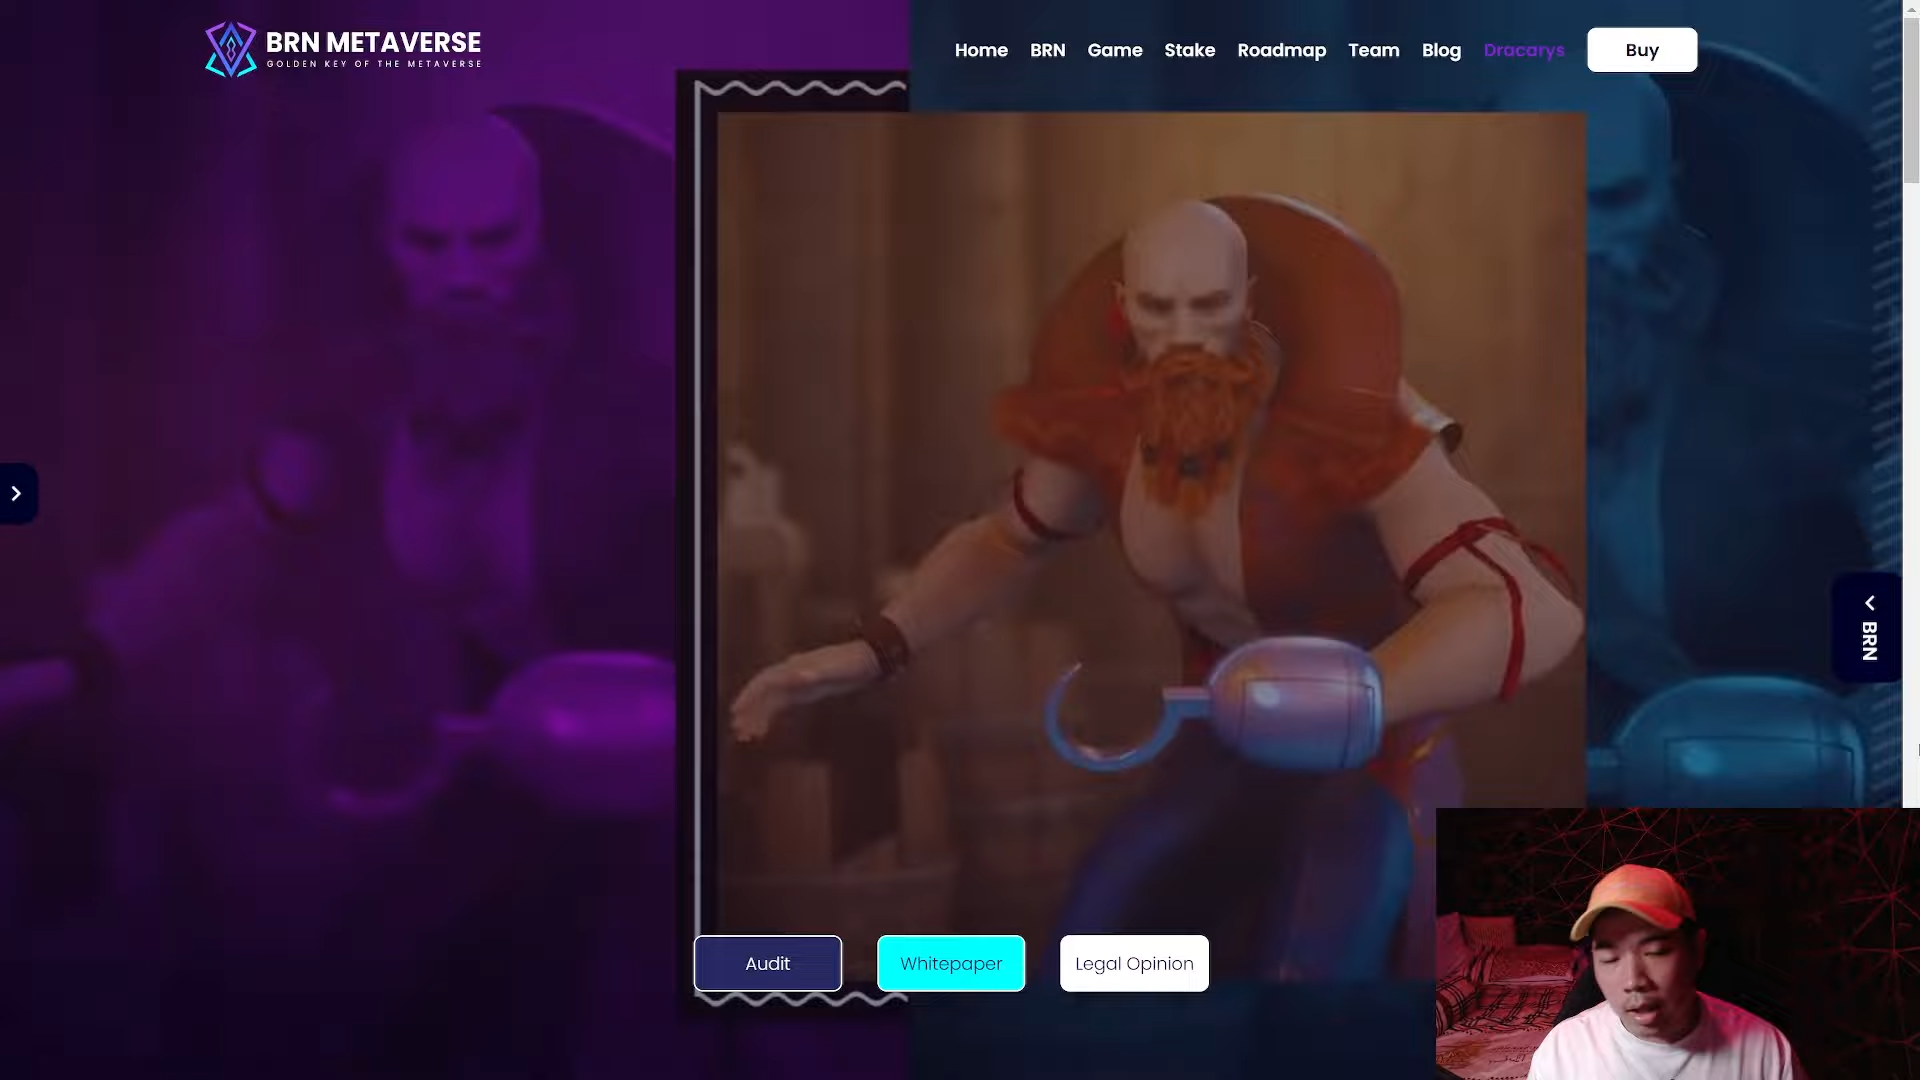 BRN METAVERSE
GOLDEN KEY OF THE METAVERSE
Home BRN Game Stake Roadmap Team Blog Dracarys Buy
BRN
Audit Whitepaper Legal Opinion